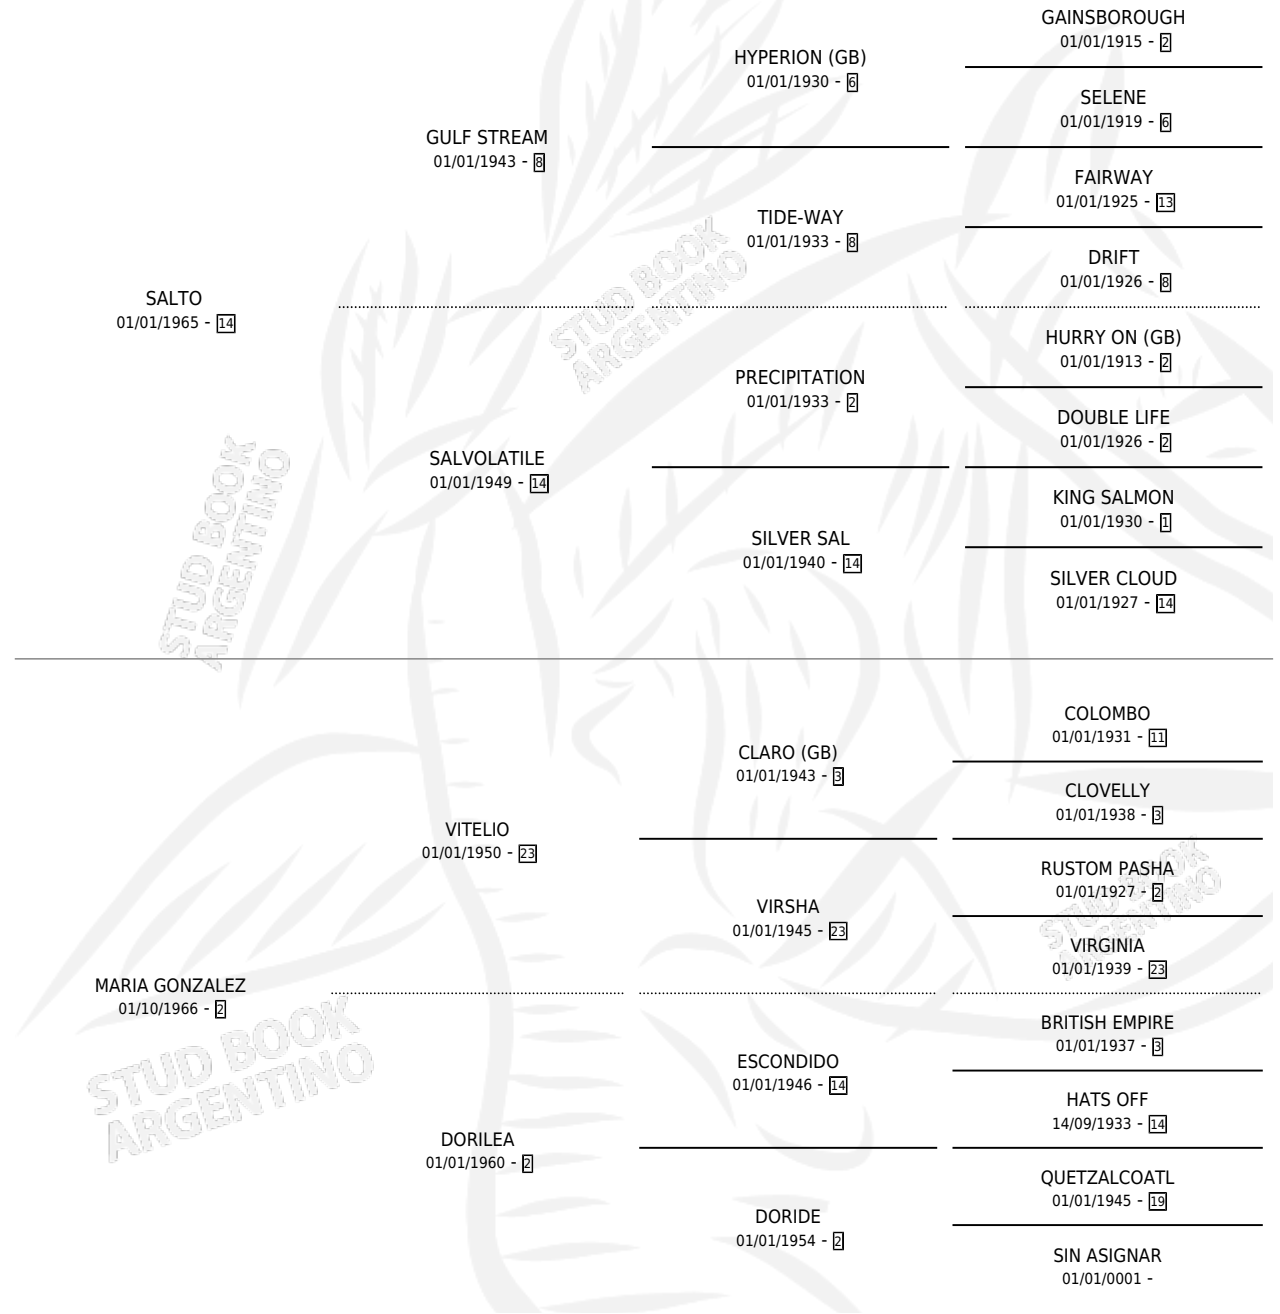 GAINSBOROUGH
01/01/1915 - 2
HYPERION (GB)
01/01/1930 - 6
SELENE
01/01/1919 - 6
GULF STREAM
01/01/1943 - 8
FAIRWAY
01/01/1925 - 13
TIDE-WAY
01/01/1933 - 8
DRIFT
01/01/1926 - 8
SALTO
01/01/1965 - 14
HURRY ON (GB)
01/01/1913 - 2
PRECIPITATION
01/01/1933 - 2
DOUBLE LIFE
01/01/1926 - 2
SALVOLATILE
01/01/1949 - 14
KING SALMON
01/01/1930 - 1
SILVER SAL
01/01/1940 - 14
SILVER CLOUD
01/01/1927 - 14
STUD BOOK
ARGENTINO
STUD BOOK
ARGENTINO
COLOMBO
01/01/1931 - 11
CLARO (GB)
01/01/1943 - 3
CLOVELLY
01/01/1938 - 3
VITELIO
01/01/1950 - 23
RUSTOM PASHA
01/01/1927 - 2
VIRSHA
01/01/1945 - 23
VIRGINIA
01/01/1939 - 23
STUD BOOK
ARGENTINO
MARIA GONZALEZ
01/10/1966 - 2
BRITISH EMPIRE
01/01/1937 - 3
ESCONDIDO
01/01/1946 - 14
HATS OFF
14/09/1933 - 14
DORILEA
01/01/1960 - 2
QUETZALCOATL
01/01/1945 - 19
DORIDE
01/01/1954 - 2
SIN ASIGNAR
01/01/0001 -
STUD BOOK
ARGENTINO